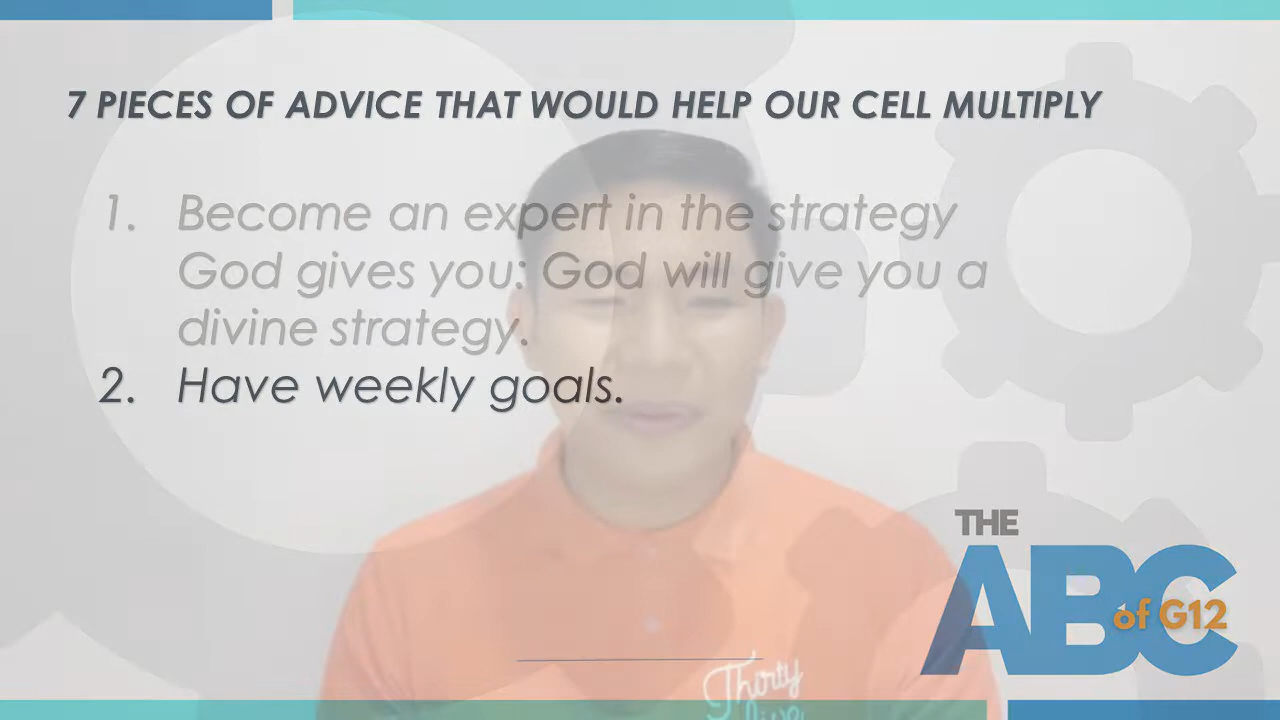 7 PIECES OF ADVICE THAT WOULD HELP OUR CELL MULTIPLY
1. Become an expert in the strategy
God gives you: God will give you a
divine strategy.
2. Have weekly goals.
THE
ABC
of G12
Thirty